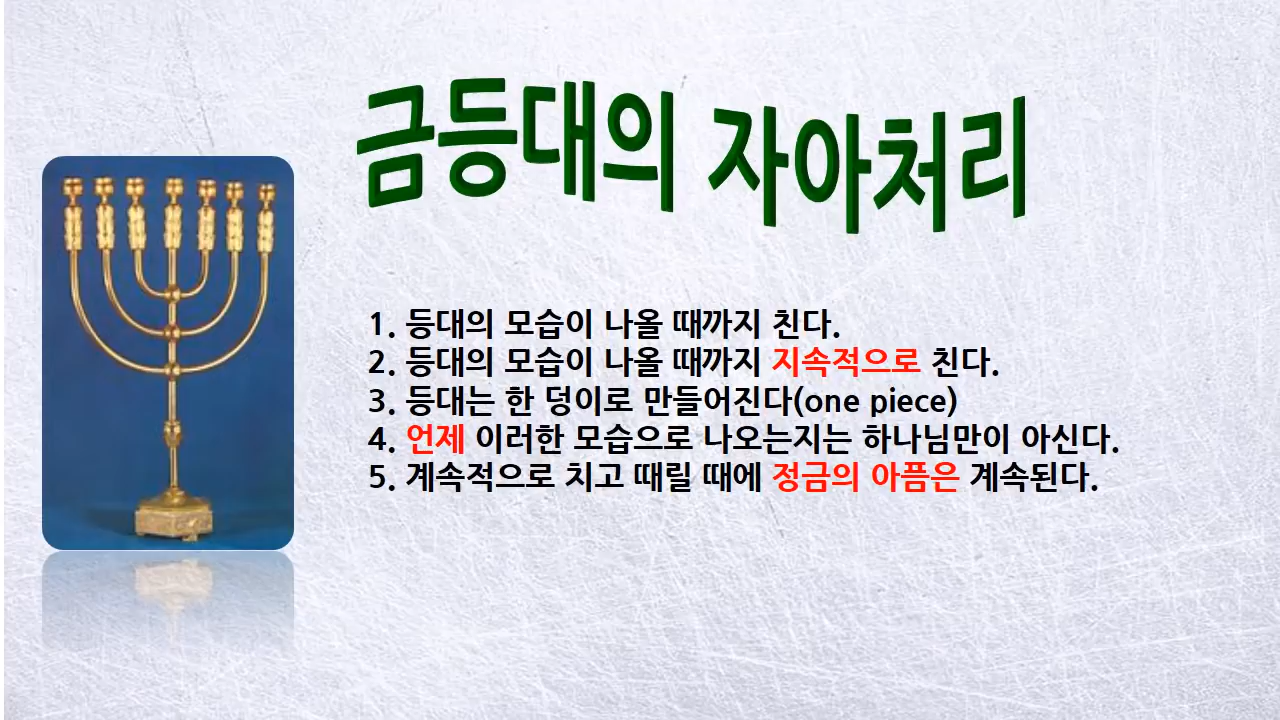 금등대의 자아처리
1. 등대의 모습이 나올 때까지 친다.
2. 등대의 모습이 나올 때까지 지속적으로 친다.
3. 등대는 한 덩이로 만들어진다(one piece)
4. 언제 이러한 모습으로 나오는지는 하나님만이 아신다.
5. 계속적으로 치고 때릴 때에 정금의 아픔은 계속된다.